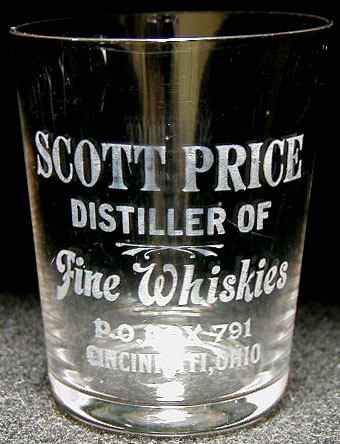 SCOTT PRICE
DISTILLER OF
Fine Whiskies
P.O. BOX 791
CINCINNATI, OHIO